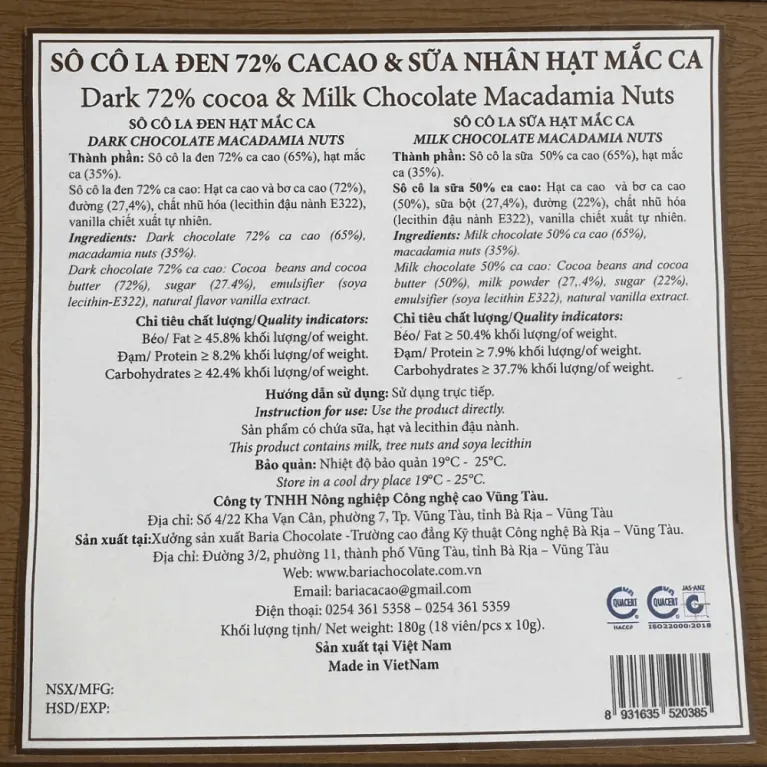 SÔ CÔ LA ĐEN 72% CACAO & SỮA NHÂN HẠT MẮC CA
Dark 72% cocoa & Milk Chocolate Macadamia Nuts
SÔ CÔ LA ĐEN HẠT MẮC CA
DARK CHOCOLATE MACADAMIA NUTS
Thành phần: Sô cô la đen 72% ca cao (65%), hạt mắc
ca (35%).
Sô cô la đen 72% ca cao: Hạt ca cao và bơ ca cao (72%),
đường (27,4%), chất nhũ hóa (lecithin đậu nành E322),
vanilla chiết xuất tự nhiên.
Ingredients: Dark chocolate 72% ca cao (65%),
macadamia nuts (35%).
Dark chocolate 72% ca cao: Cocoa beans and cocoa
butter (72%), sugar (27.4%), emulsifier (soya
lecithin-E322), natural flavor vanilla extract.
Chỉ tiêu chất lượng/Quality indicators:
Béo/ Fat ≥ 45.8% khối lượng/of weight.
Đạm/ Protein ≥ 8.2% khối lượng/of weight.
Carbohydrates ≥ 42.4% khối lượng/of weight.
SÔ CÔ LA SỮA HẠT MẮC CA
MILK CHOCOLATE MACADAMIA NUTS
Thành phần: Sô cô la sữa 50% ca cao (65%), hạt mắc
ca (35%).
Sô cô la sữa 50% ca cao: Hạt ca cao và bơ ca cao
(50%), sữa bột (27,4%), đường (22%), chất nhũ hóa
(lecithin đậu nành E322), vanilla chiết xuất tự nhiên.
Ingredients: Milk chocolate 50% ca cao (65%),
macadamia nuts (35%).
Milk chocolate 50% ca cao: Cocoa beans and cocoa
butter (50%), milk powder (27,.4%), sugar (22%),
emulsifier (soya lecithin E322), natural vanilla extract.
Chỉ tiêu chất lượng/Quality indicators:
Béo/ Fat ≥ 50.4% khối lượng/of weight.
Đạm/ Protein ≥ 7.9% khối lượng/of weight.
Carbohydrates ≥ 37.7% khối lượng/of weight.
Hướng dẫn sử dụng: Sử dụng trực tiếp.
Instruction for use: Use the product directly.
Sản phẩm có chứa sữa, hạt và lecithin đậu nành.
This product contains milk, tree nuts and soya lecithin
Bảo quản: Nhiệt độ bảo quản 19°C - 25°C.
Store in a cool dry place 19°C - 25°C.
Công ty TNHH Nông nghiệp Công nghệ cao Vũng Tàu.
Địa chỉ: Số 4/22 Kha Vạn Cân, phường 7, Tp. Vũng Tàu, tỉnh Bà Rịa – Vũng Tàu
Sản xuất tại:Xưởng sản xuất Baria Chocolate -Trường cao đẳng Kỹ thuật Công nghệ Bà Rịa – Vũng Tàu.
Địa chỉ: Đường 3/2, phường 11, thành phố Vũng Tàu, tỉnh Bà Rịa – Vũng Tàu
Web: www.bariachocolate.com.vn
Email: bariacacao@gmail.com
Điện thoại: 0254 361 5358 – 0254 361 5359
Khối lượng tịnh/ Net weight: 180g (18 viên/pcs x 10g).
Sản xuất tại Việt Nam
Made in VietNam
UN QUACERT HACCP
UN QUACERT JAS-ANZ
ISO22000:2018
NSX/MFG:
HSD/EXP:
8 931635 520385